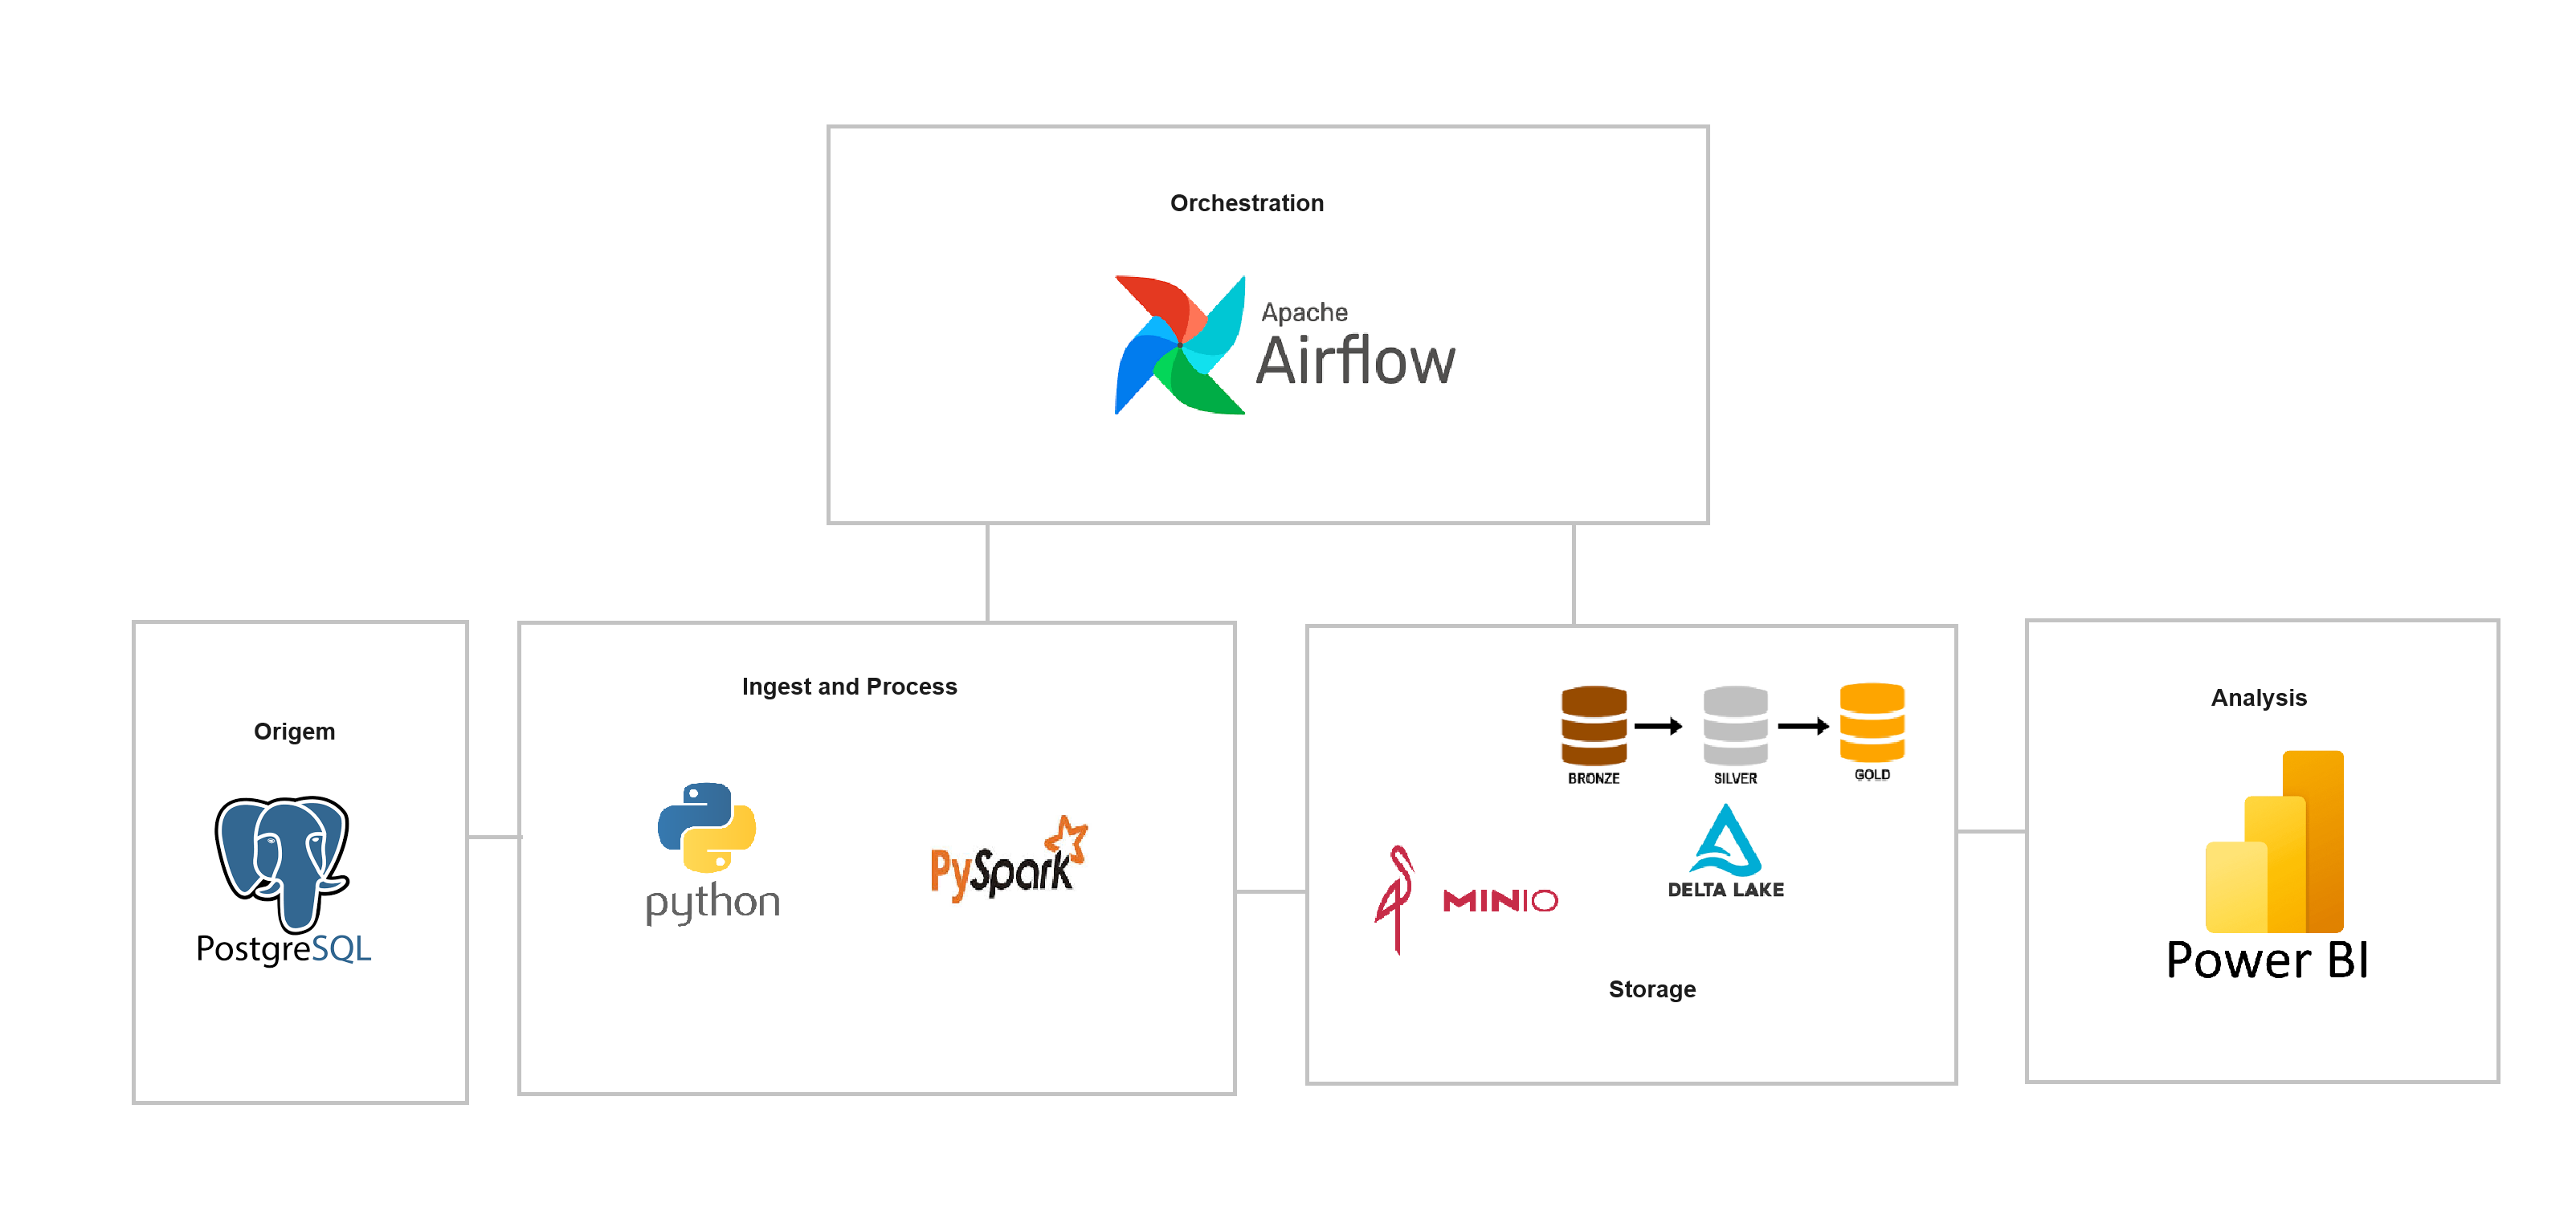 Orchestration
Apache
Airflow
Origem
PostgreSQL
Ingest and Process
python
PySpark
BRONZE
SILVER
GOLD
DELTA LAKE
MINIO
Storage
Analysis
Power BI